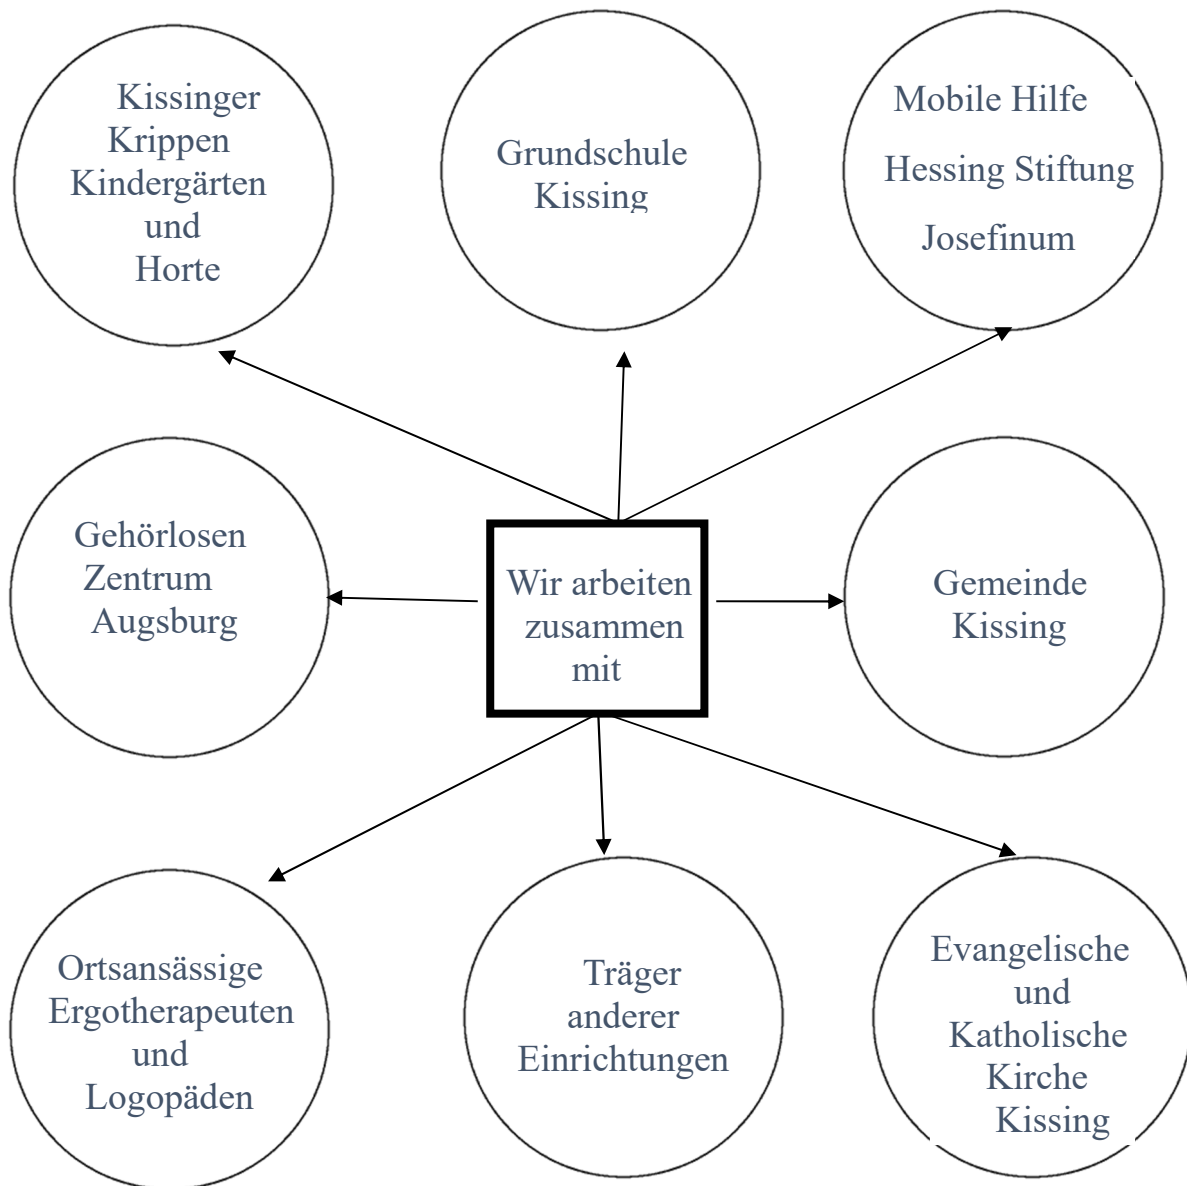 Kissinger
Krippen
Kindergärten
und
Horte
Grundschule
Kissing
Mobile Hilfe
Hessing Stiftung
Josefinum
Gehörlosen
Zentrum
Augsburg
Wir arbeiten
zusammen
mit
Gemeinde
Kissing
Ortsansässige
Ergotherapeuten
und
Logopäden
Träger
anderer
Einrichtungen
Evangelische
und
Katholische
Kirche
Kissing